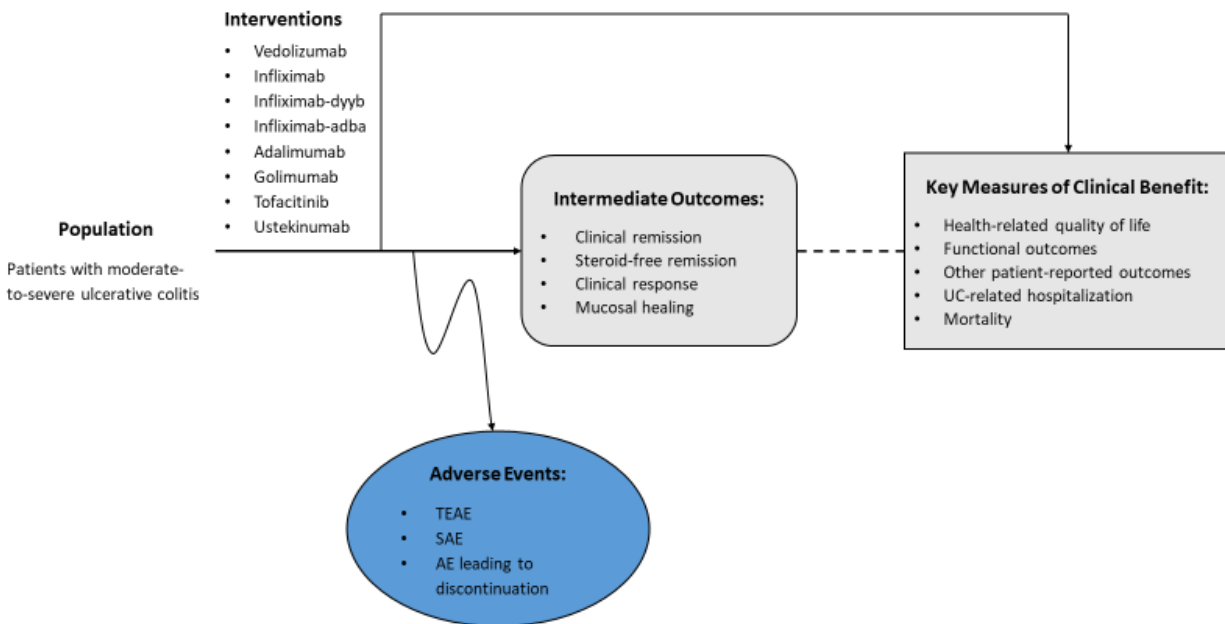 Interventions
• Vedolizumab
• Infliximab
• Infliximab-dyyb
• Infliximab-adba
• Adalimumab
• Golimumab
• Tofacitinib
• Ustekinumab
Population
Patients with moderate-
to-severe ulcerative colitis
Intermediate Outcomes:
• Clinical remission
• Steroid-free remission
• Clinical response
• Mucosal healing
Key Measures of Clinical Benefit:
• Health-related quality of life
• Functional outcomes
• Other patient-reported outcomes
• UC-related hospitalization
• Mortality
Adverse Events:
• TEAE
• SAE
• AE leading to
discontinuation